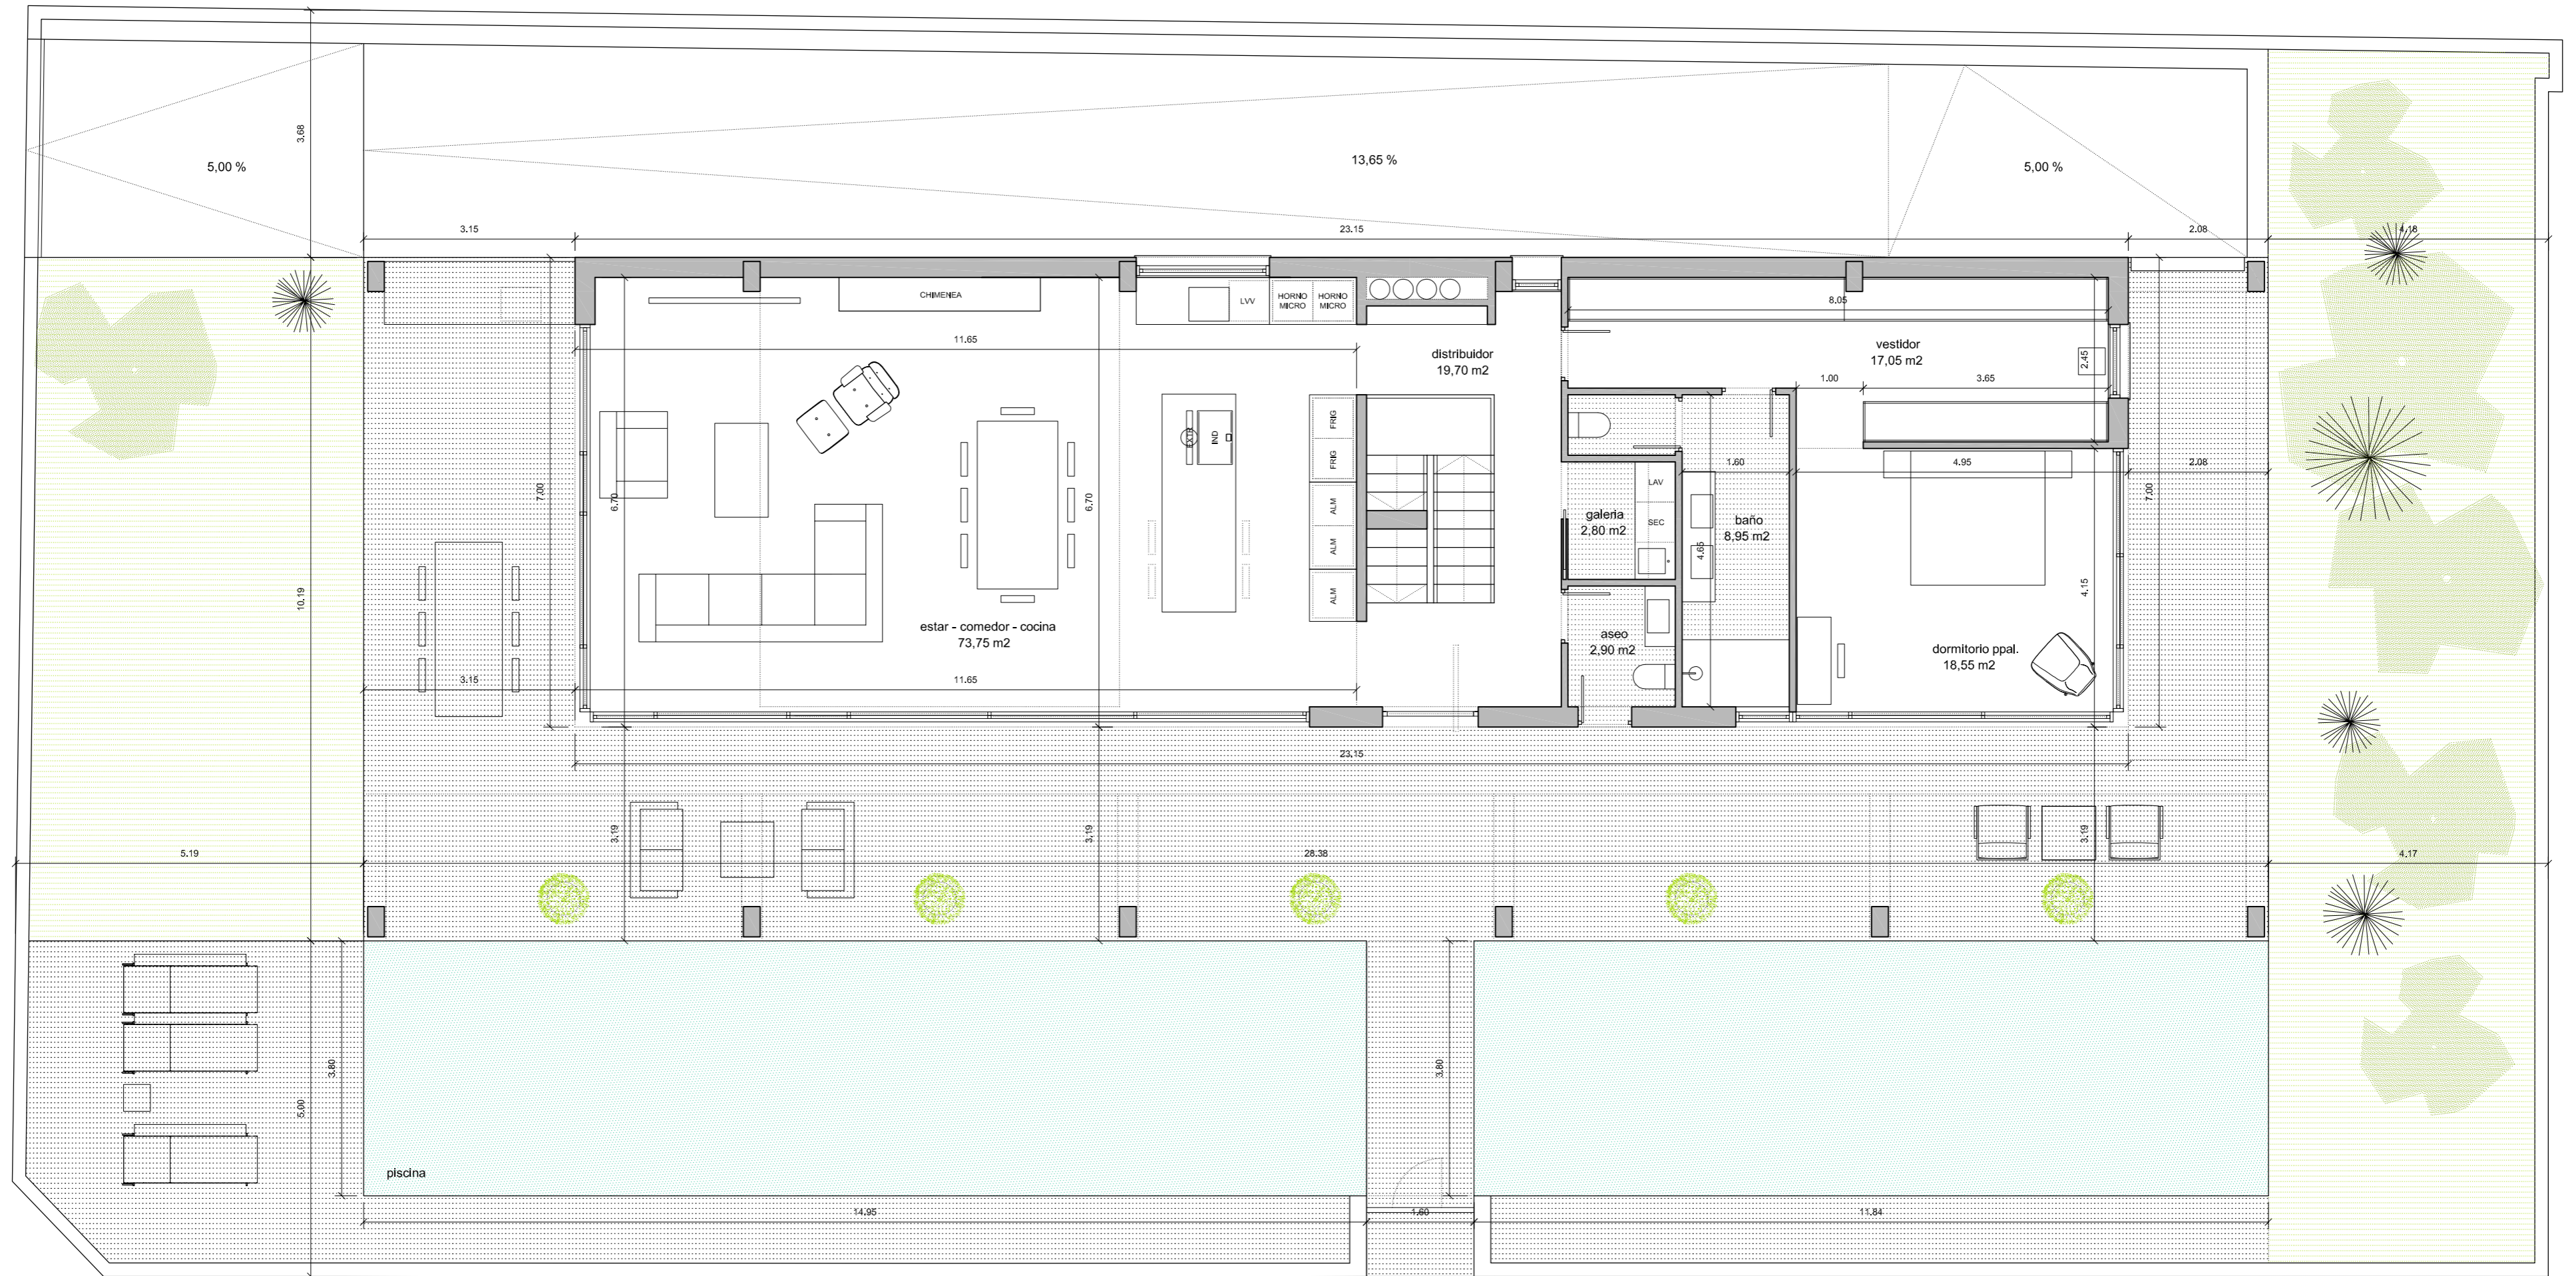 3.68
5,00 %
13,65 %
5,00 %
3.15
23.15
2.08
4.18
CHIMENEA
LVV
HORNO
MICRO
HORNO
MICRO
8.05
11.65
distribuidor
19,70 m2
vestidor
17,05 m2
2.45
1.00
3.65
FRIG
EXTR
IND
FRIG
1.60
4.95
2.08
7.00
6.70
6.70
LAV
7.00
ALM
galeria
2,80 m2
SEC
baño
8,95 m2
ALM
4.65
10.19
ALM
4.15
estar - comedor - cocina
73,75 m2
aseo
2,90 m2
dormitorio ppal.
18,55 m2
3.15
11.65
23.15
3.19
3.19
3.19
5.19
28.38
4.17
3.80
3.80
5.00
piscina
14.95
1.60
11.84